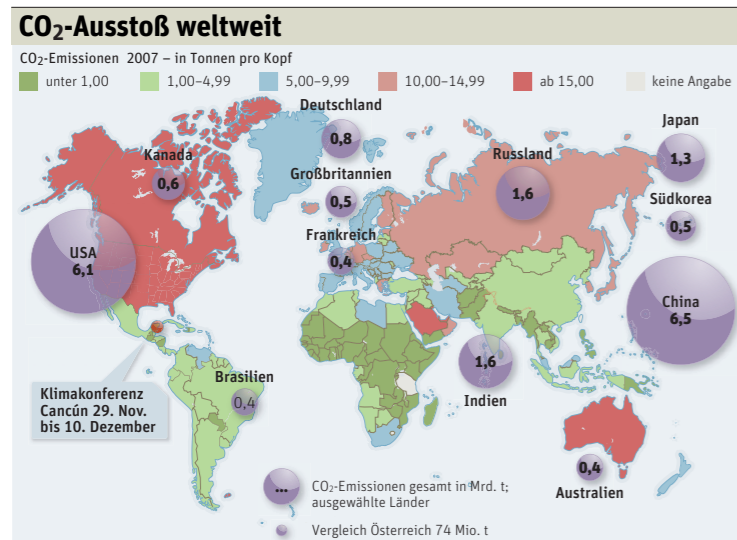 CO₂-Ausstoß weltweit
CO₂-Emissionen 2007 – in Tonnen pro Kopf
unter 1,00
1,00–4,99
5,00–9,99
10,00–14,99
ab 15,00
keine Angabe
Deutschland
0,8
Japan
1,3
Kanada
0,6
Russland
1,6
Großbritannien
0,5
Südkorea
0,5
Frankreich
0,4
USA
6,1
China
6,5
Indien
1,6
Brasilien
0,4
Klimakonferenz
Cancún 29. Nov.
bis 10. Dezember
Australien
0,4
...
CO₂-Emissionen gesamt in Mrd. t;
ausgewählte Länder
Vergleich Österreich 74 Mio. t